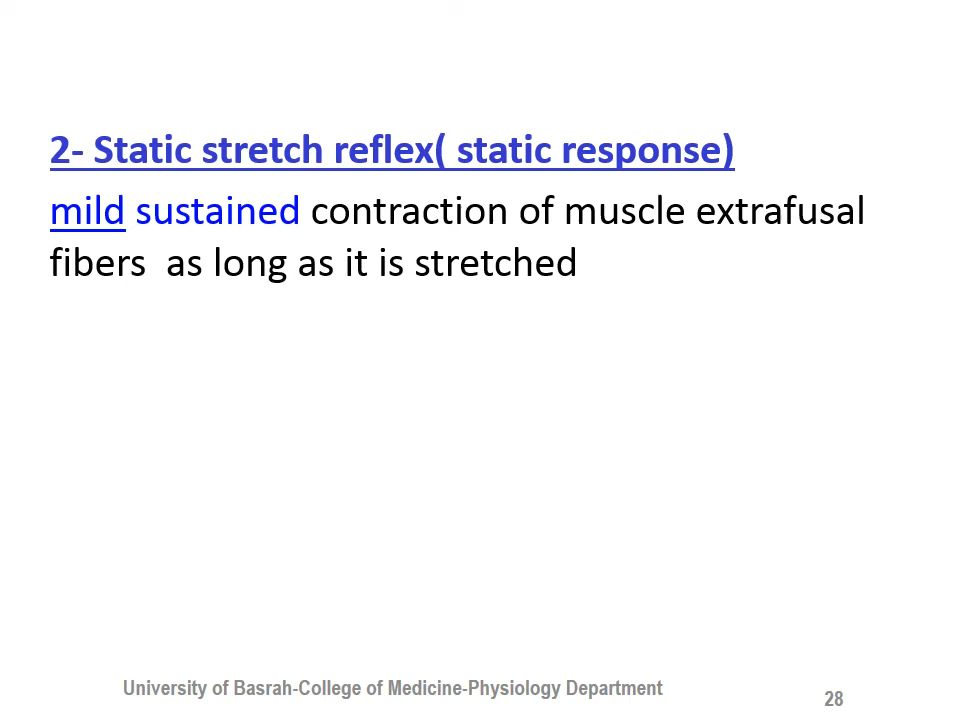 2- Static stretch reflex( static response)
mild sustained contraction of muscle extrafusal
fibers  as long as it is stretched
University of Basrah-College of Medicine-Physiology Department
28